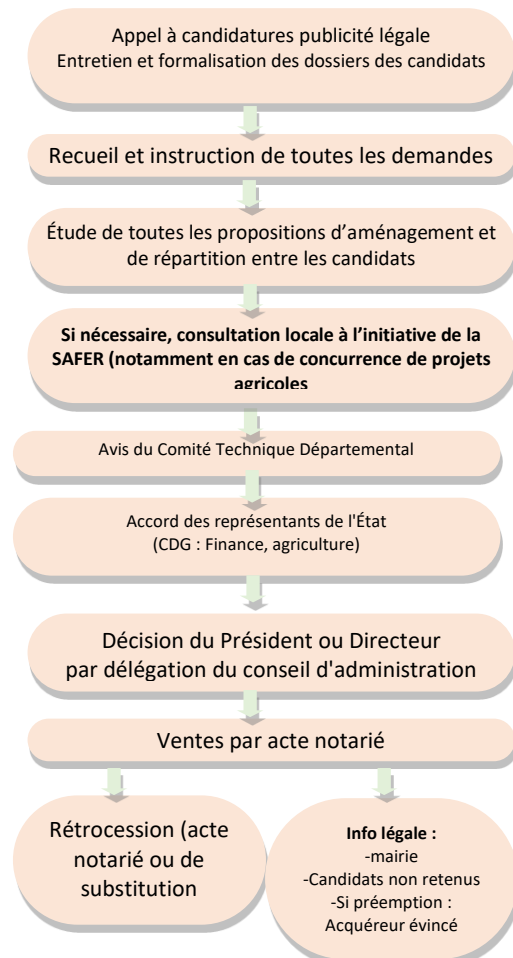 Appel à candidatures publicité légale
Entretien et formalisation des dossiers des candidats
Recueil et instruction de toutes les demandes
Étude de toutes les propositions d’aménagement et
de répartition entre les candidats
Si nécessaire, consultation locale à l’initiative de la
SAFER (notamment en cas de concurrence de projets
agricoles
Avis du Comité Technique Départemental
Accord des représentants de l'État
(CDG : Finance, agriculture)
Décision du Président ou Directeur
par délégation du conseil d'administration
Ventes par acte notarié
Rétrocession (acte
notarié ou de
substitution
Info légale :
-mairie
-Candidats non retenus
-Si préemption :
Acquéreur évincé